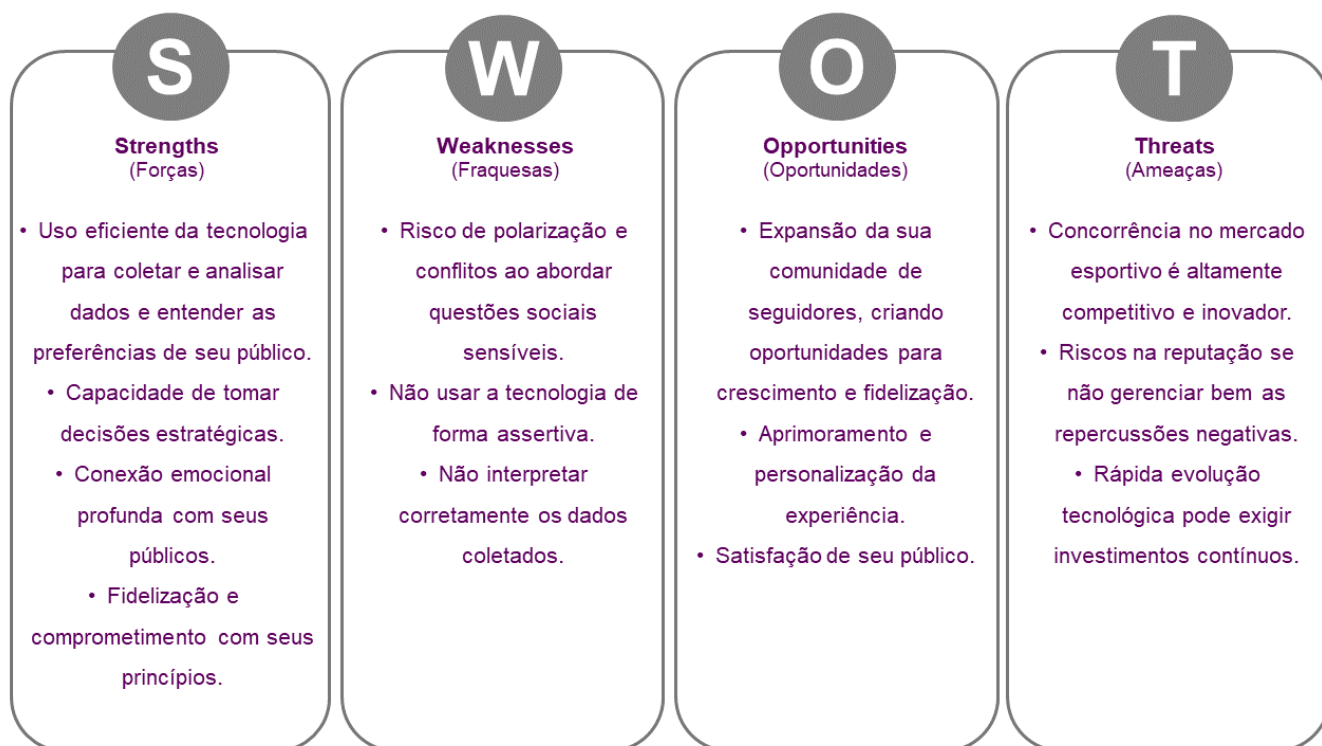 S
Strengths
(Forças)
• Uso eficiente da tecnologia
para coletar e analisar
dados e entender as
preferências de seu público.
• Capacidade de tomar
decisões estratégicas.
• Conexão emocional
profunda com seus
públicos.
• Fidelização e
comprometimento com seus
princípios.
W
Weaknesses
(Fraquesas)
• Risco de polarização e
conflitos ao abordar
questões sociais
sensíveis.
• Não usar a tecnologia de
forma assertiva.
• Não interpretar
corretamente os dados
coletados.
O
Opportunities
(Oportunidades)
• Expansão da sua
comunidade de
seguidores, criando
oportunidades para
crescimento e fidelização.
• Aprimoramento e
personalização da
experiência.
• Satisfação de seu público.
T
Threats
(Ameaças)
• Concorrência no mercado
esportivo é altamente
competitivo e inovador.
• Riscos na reputação se
não gerenciar bem as
repercussões negativas.
• Rápida evolução
tecnológica pode exigir
investimentos contínuos.